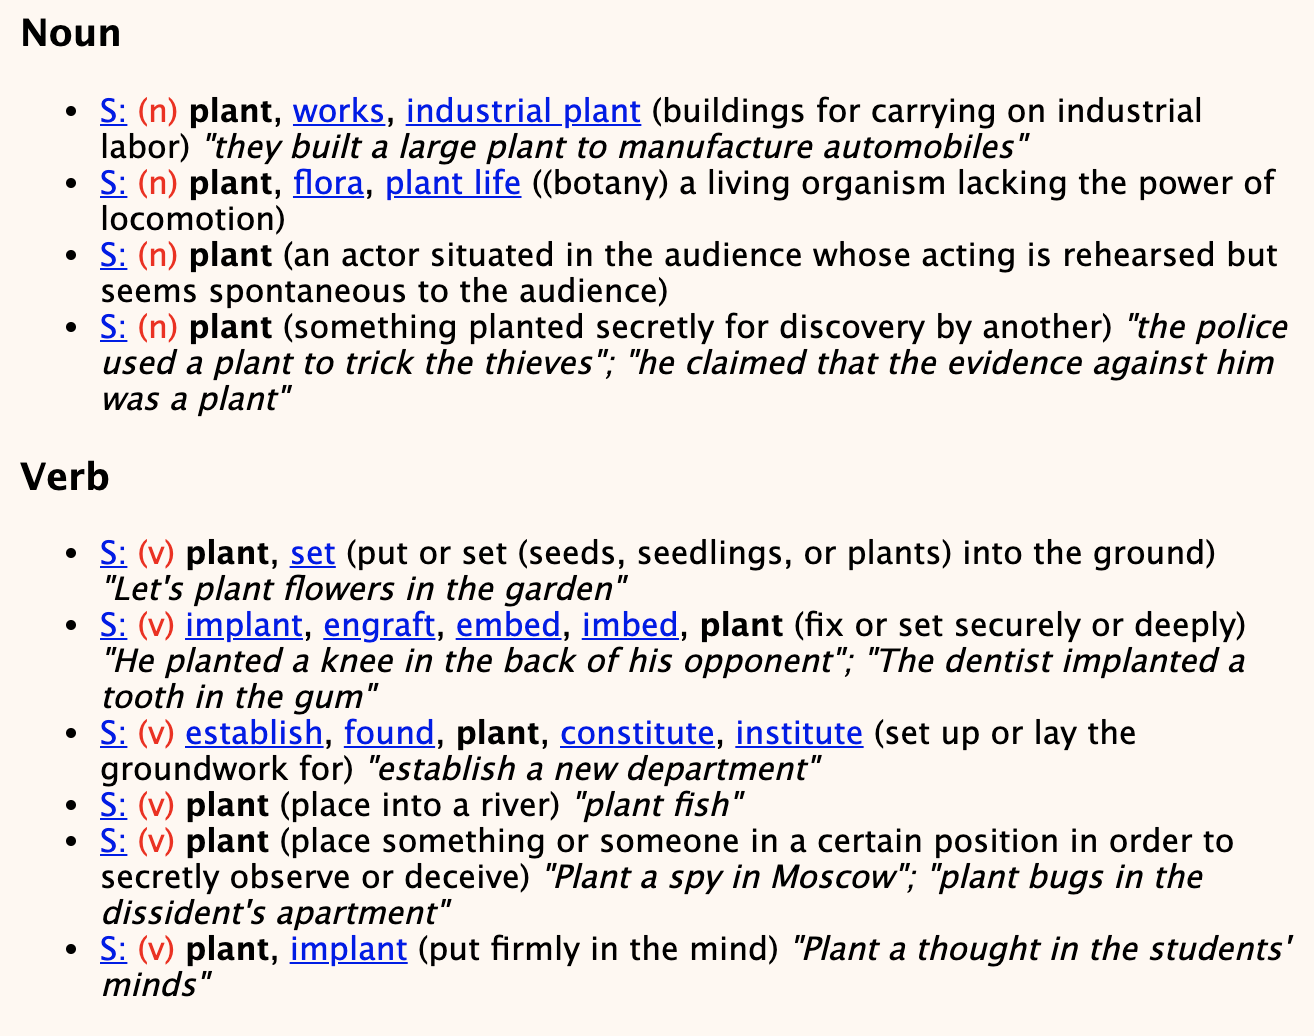 Noun
• S: (n) plant, works, industrial plant (buildings for carrying on industrial
labor) "they built a large plant to manufacture automobiles"
• S: (n) plant, flora, plant life ((botany) a living organism lacking the power of
locomotion)
• S: (n) plant (an actor situated in the audience whose acting is rehearsed but
seems spontaneous to the audience)
• S: (n) plant (something planted secretly for discovery by another) "the police
used a plant to trick the thieves"; "he claimed that the evidence against him
was a plant"
Verb
• S: (v) plant, set (put or set (seeds, seedlings, or plants) into the ground)
"Let's plant flowers in the garden"
• S: (v) implant, engraft, embed, imbed, plant (fix or set securely or deeply)
"He planted a knee in the back of his opponent"; "The dentist implanted a
tooth in the gum"
• S: (v) establish, found, plant, constitute, institute (set up or lay the
groundwork for) "establish a new department"
• S: (v) plant (place into a river) "plant fish"
• S: (v) plant (place something or someone in a certain position in order to
secretly observe or deceive) "Plant a spy in Moscow"; "plant bugs in the
dissident's apartment"
• S: (v) plant, implant (put firmly in the mind) "Plant a thought in the students'
minds"